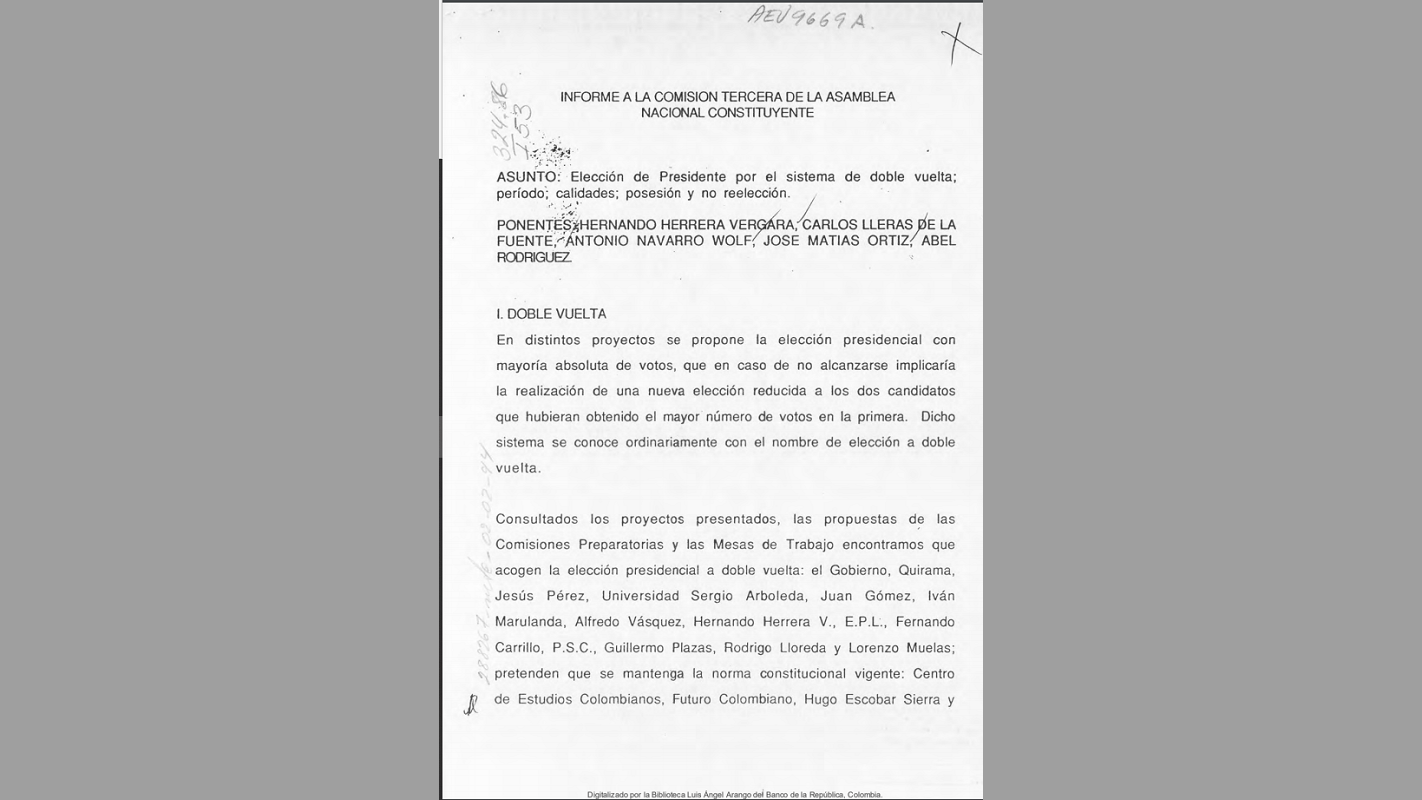 AEV9669A
INFORME A LA COMISION TERCERA DE LA ASAMBLEA
NACIONAL CONSTITUYENTE
324.86
I53
ASUNTO: Elección de Presidente por el sistema de doble vuelta;
período; calidades; posesión y no reelección.
PONENTES: HERNANDO HERRERA VERGARA, CARLOS LLERAS DE LA
FUENTE, ANTONIO NAVARRO WOLF, JOSE MATIAS ORTIZ, ABEL
RODRIGUEZ.
I. DOBLE VUELTA
En distintos proyectos se propone la elección presidencial con
mayoría absoluta de votos, que en caso de no alcanzarse implicaría
la realización de una nueva elección reducida a los dos candidatos
que hubieran obtenido el mayor número de votos en la primera. Dicho
sistema se conoce ordinariamente con el nombre de elección a doble
vuelta.
Consultados los proyectos presentados, las propuestas de las
Comisiones Preparatorias y las Mesas de Trabajo encontramos que
acogen la elección presidencial a doble vuelta: el Gobierno, Quirama,
Jesús Pérez, Universidad Sergio Arboleda, Juan Gómez, Iván
Marulanda, Alfredo Vásquez, Hernando Herrera V., E.P.L., Fernando
Carrillo, P.S.C., Guillermo Plazas, Rodrigo Lloreda y Lorenzo Muelas;
pretenden que se mantenga la norma constitucional vigente: Centro
de Estudios Colombianos, Futuro Colombiano, Hugo Escobar Sierra y
Digitalizado por la Biblioteca Luis Ángel Arango del Banco de la República, Colombia.